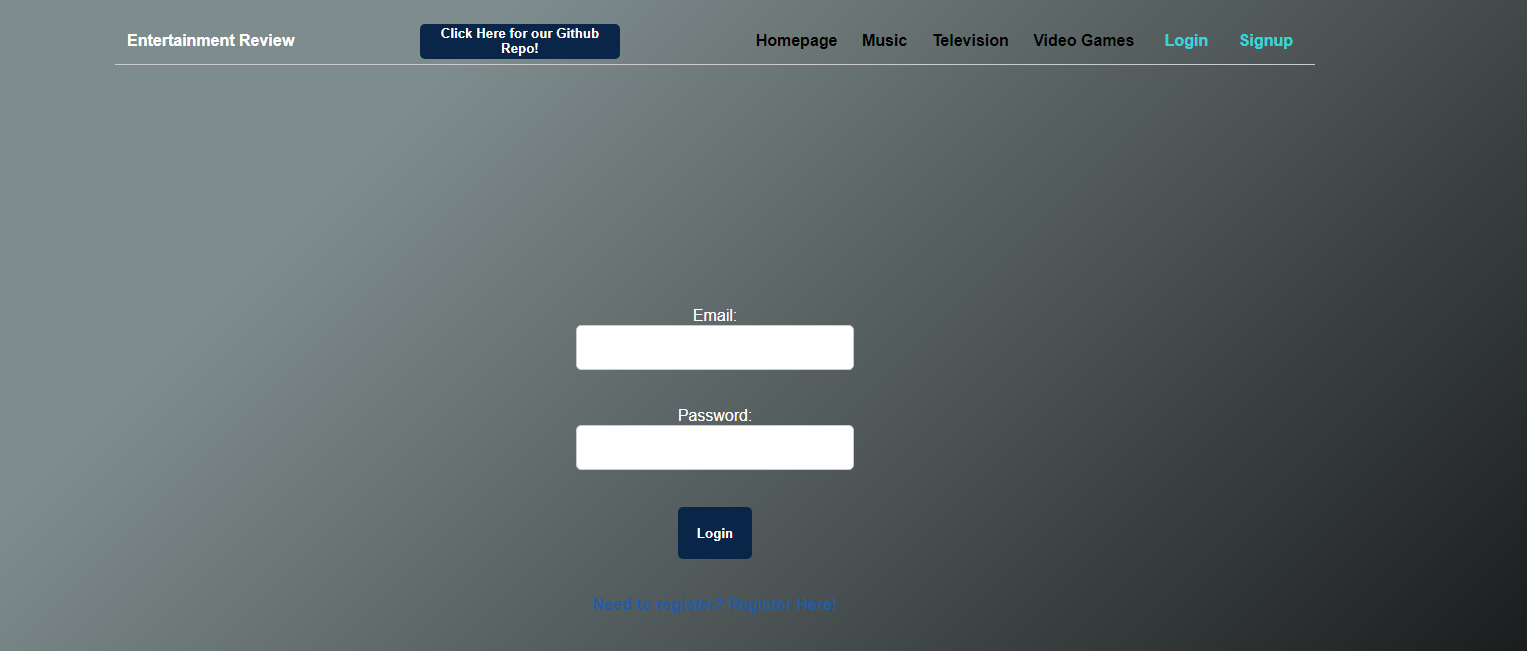 Entertainment Review
Click Here for our Github
Repo!
Homepage Music Television Video Games Login Signup
Email:
Password:
Login
Need to register? Register Here!